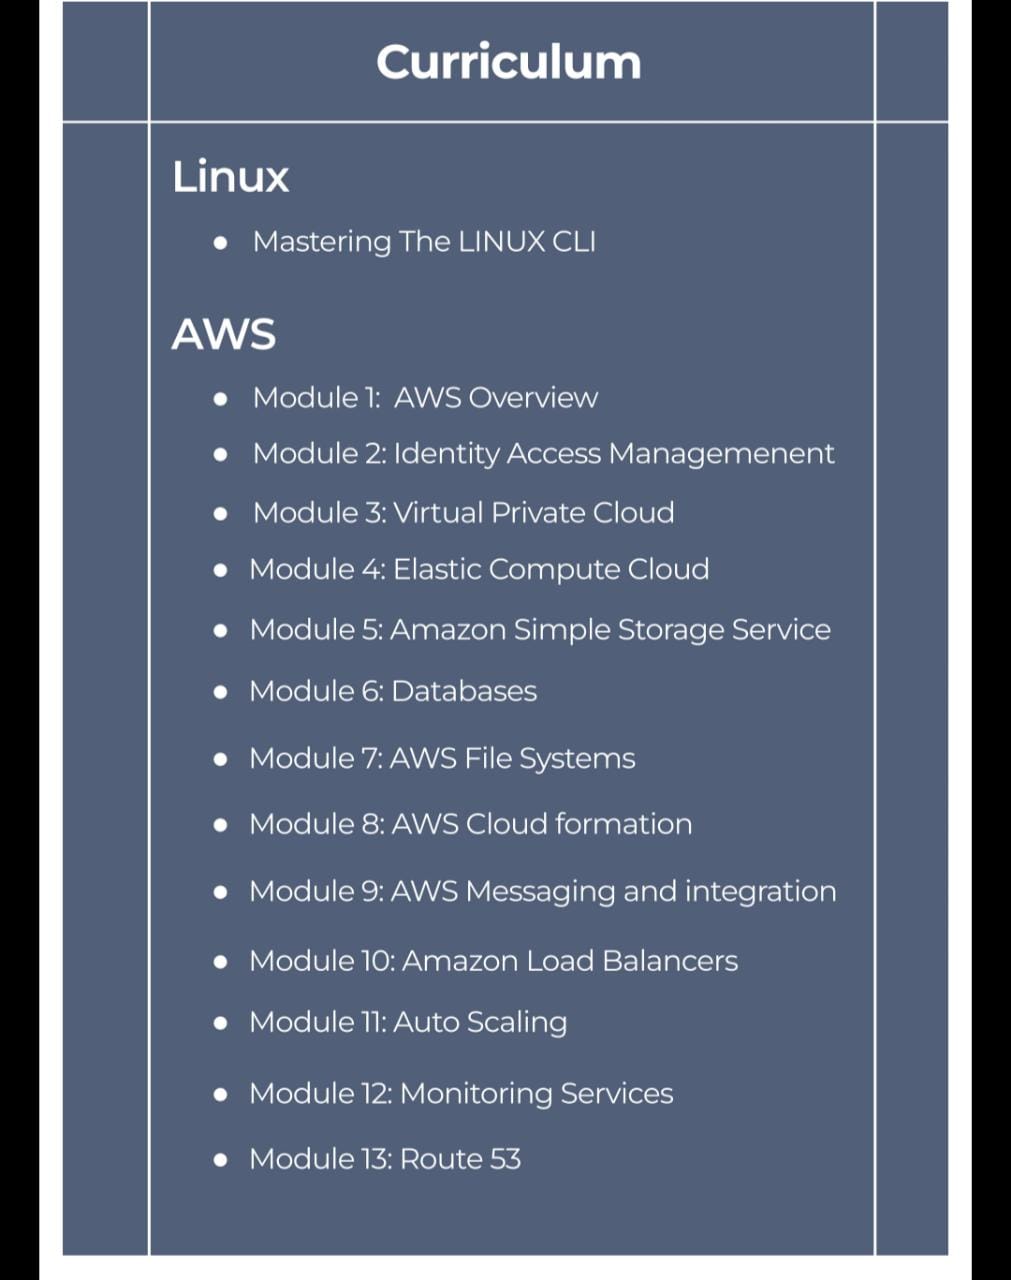 Curriculum
Linux
● Mastering The LINUX CLI
AWS
● Module 1: AWS Overview
● Module 2: Identity Access Managemenent
● Module 3: Virtual Private Cloud
● Module 4: Elastic Compute Cloud
● Module 5: Amazon Simple Storage Service
● Module 6: Databases
● Module 7: AWS File Systems
● Module 8: AWS Cloud formation
● Module 9: AWS Messaging and integration
● Module 10: Amazon Load Balancers
● Module 11: Auto Scaling
● Module 12: Monitoring Services
● Module 13: Route 53